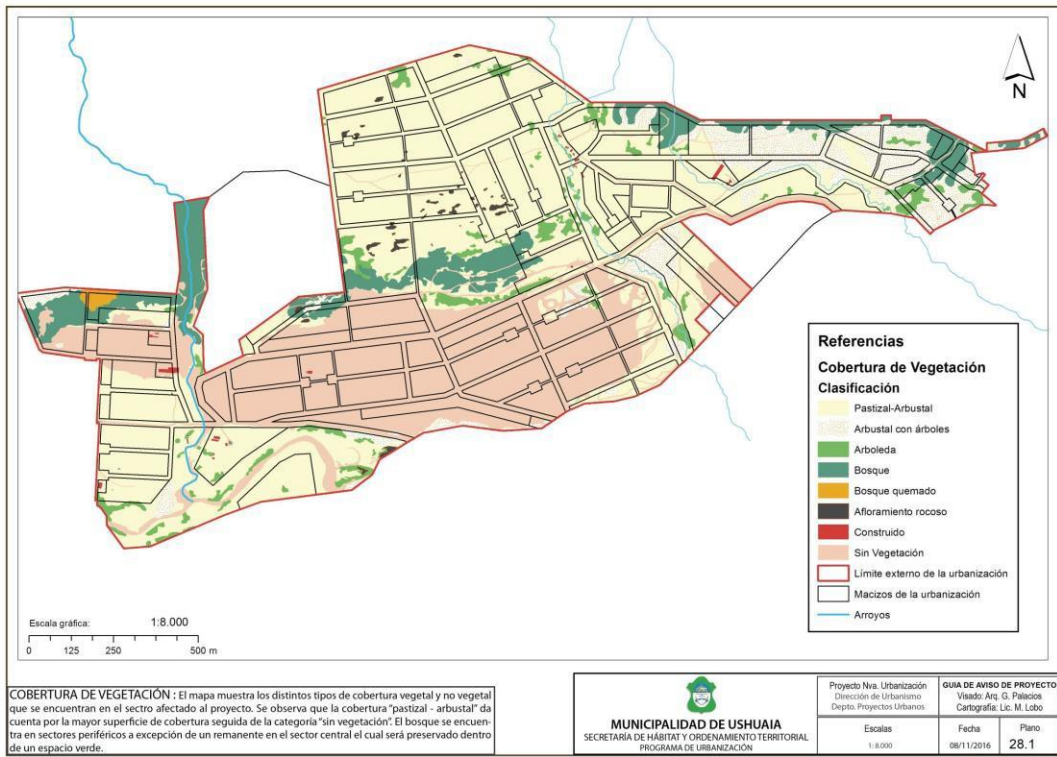 N
Referencias
Cobertura de Vegetación
Clasificación
Pastizal-Arbustal
Arbustal con árboles
Arboleda
Bosque
Bosque quemado
Afloramiento rocoso
Construido
Sin Vegetación
Límite externo de la urbanización
Macizos de la urbanización
Arroyos
Escala gráfica: 1:8.000
0 125 250 500 m
COBERTURA DE VEGETACIÓN : El mapa muestra los distintos tipos de cobertura vegetal y no vegetal
que se encuentran en el sectro afectado al proyecto. Se observa que la cobertura "pastizal - arbustal" da
cuenta por la mayor superficie de cobertura seguida de la categoría "sin vegetación". El bosque se encuen-
tra en sectores periféricos a excepción de un remanente en el sector central el cual será preservado dentro
de un espacio verde.
MUNICIPALIDAD DE USHUAIA
SECRETARÍA DE HÁBITAT Y ORDENAMIENTO TERRITORIAL
PROGRAMA DE URBANIZACIÓN
Proyecto Nva. Urbanización
Dirección de Urbanismo
Depto. Proyectos Urbanos
GUIA DE AVISO DE PROYECTO
Visado: Arq. G. Palacios
Cartografía: Lic. M. Lobo
Escalas
1: 8.000
Fecha
08/11/2016
Plano
28.1